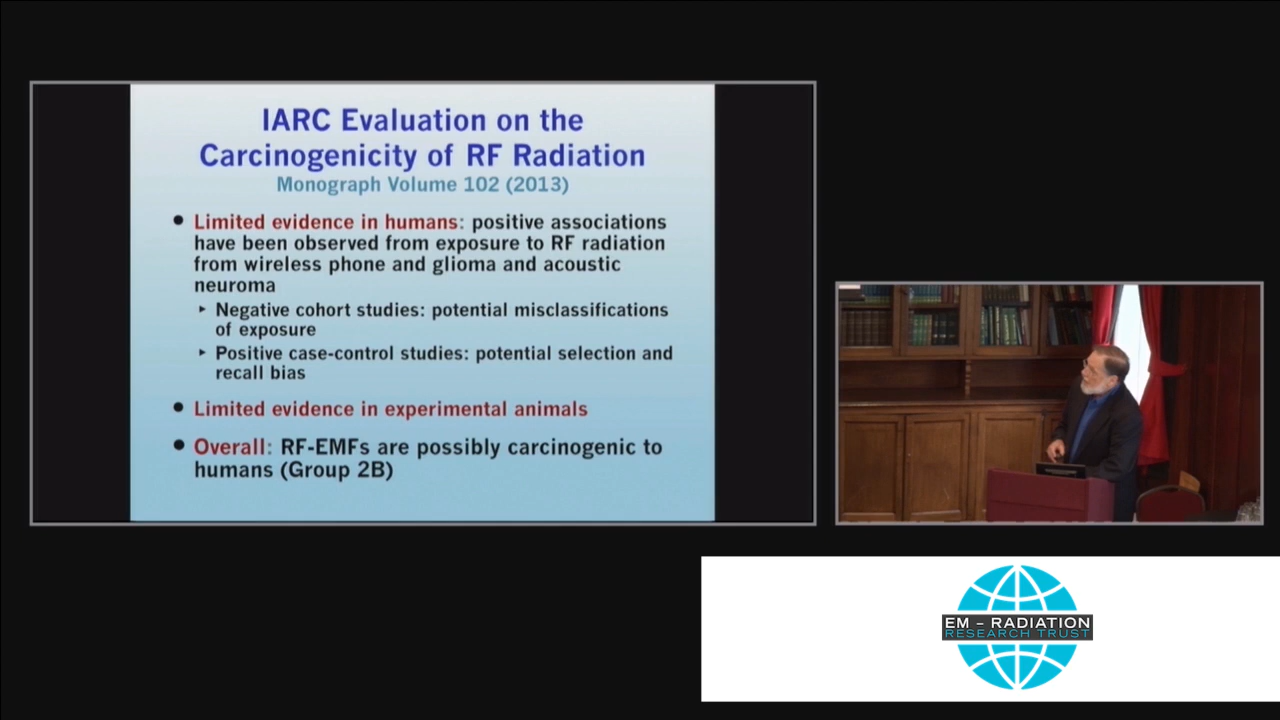 IARC Evaluation on the
Carcinogenicity of RF Radiation
Monograph Volume 102 (2013)
Limited evidence in humans: positive associations
have been observed from exposure to RF radiation
from wireless phone and glioma and acoustic
neuroma
Negative cohort studies: potential misclassifications
of exposure
Positive case-control studies: potential selection and
recall bias
Limited evidence in experimental animals
Overall: RF-EMFs are possibly carcinogenic to
humans (Group 2B)
EM – RADIATION
RESEARCH TRUST